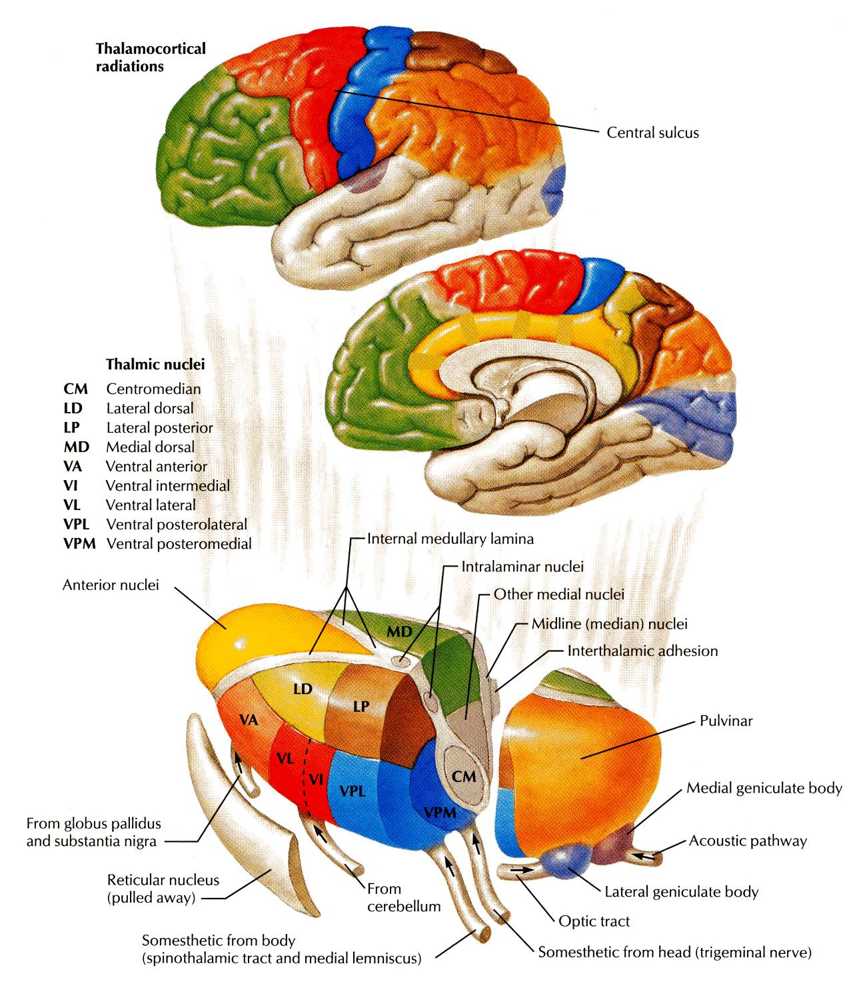 Thalamocortical
radiations
Central sulcus
Thalmic nuclei
CM Centromedian
LD Lateral dorsal
LP Lateral posterior
MD Medial dorsal
VA Ventral anterior
VI Ventral intermedial
VL Ventral lateral
VPL Ventral posterolateral
VPM Ventral posteromedial
Internal medullary lamina
Intralaminar nuclei
Anterior nuclei
Other medial nuclei
Midline (median) nuclei
Interthalamic adhesion
MD
LD
LP
VA
Pulvinar
VL
VI
VPL
CM
VPM
Medial geniculate body
From globus pallidus
and substantia nigra
Acoustic pathway
Reticular nucleus
(pulled away)
From
cerebellum
Lateral geniculate body
Optic tract
Somesthetic from body
(spinothalamic tract and medial lemniscus)
Somesthetic from head (trigeminal nerve)